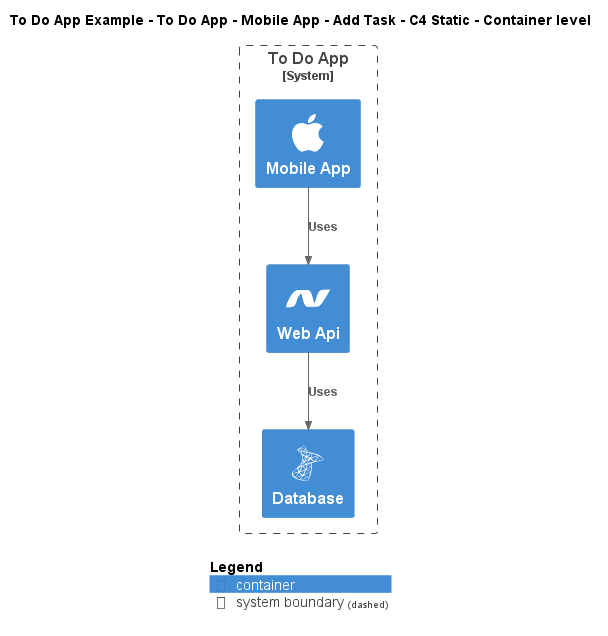 To Do App Example - To Do App - Mobile App - Add Task - C4 Static - Container level
To Do App
[System]
Mobile App
Uses
Web Api
Uses
Database
Legend
container
system boundary (dashed)